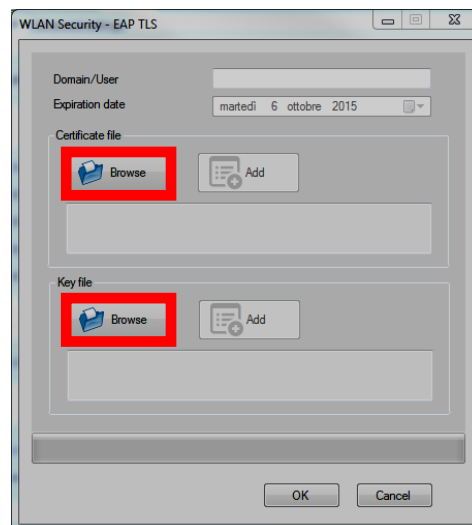 WLAN Security - EAP TLS
Domain/User
Expiration date martedì 6 ottobre 2015
Certificate file
Browse Add
Key file
Browse Add
OK Cancel